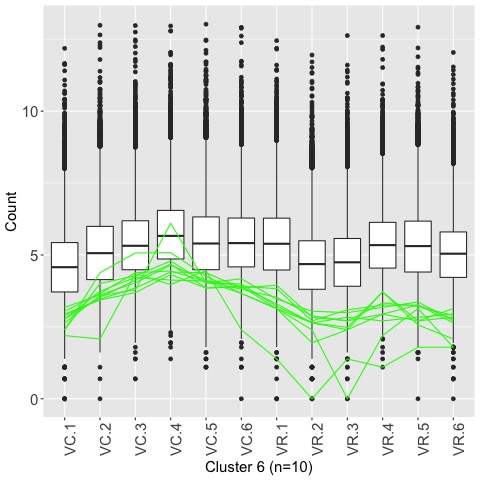 Count
10
5
0
VC.1
VC.2
VC.3
VC.4
VC.5
VC.6
VR.1
VR.2
VR.3
VR.4
VR.5
VR.6
Cluster 6 (n=10)